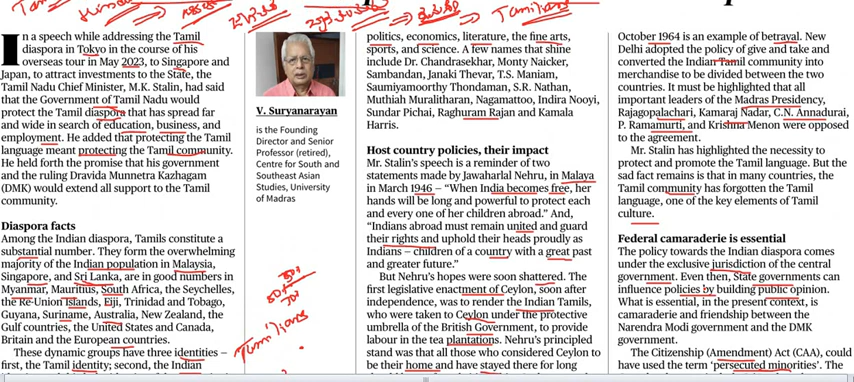 In a speech while addressing the Tamil
diaspora in Tokyo in the course of his
overseas tour in May 2023, to Singapore and
Japan, to attract investments to the State, the
Tamil Nadu Chief Minister, M.K. Stalin, had said
that the Government of Tamil Nadu would
protect the Tamil diaspora that has spread far
and wide in search of education, business, and
employment. He added that protecting the Tamil
language meant protecting the Tamil community.
He held forth the promise that his government
and the ruling Dravida Munnetra Kazhagam
(DMK) would extend all support to the Tamil
community.
Diaspora facts
Among the Indian diaspora, Tamils constitute a
substantial number. They form the overwhelming
majority of the Indian population in Malaysia,
Singapore, and Sri Lanka, are in good numbers in
Myanmar, Mauritius, South Africa, the Seychelles,
the Re-Union Islands, Fiji, Trinidad and Tobago,
Guyana, Suriname, Australia, New Zealand, the
Gulf countries, the United States and Canada,
Britain and the European countries.
These dynamic groups have three identities –
first, the Tamil identity; second, the Indian
V. Suryanarayan
is the Founding
Director and Senior
Professor (retired),
Centre for South and
Southeast Asian
Studies, University
of Madras
Tamilians
politics, economics, literature, the fine arts,
sports, and science. A few names that shine
include Dr. Chandrasekhar, Monty Naicker,
Sambandan, Janaki Thevar, T.S. Maniam,
Saumiyamoorthy Thondaman, S.R. Nathan,
Muthiah Muralitharan, Nagamattoo, Indira Nooyi,
Sundar Pichai, Raghuram Rajan and Kamala
Harris.
Host country policies, their impact
Mr. Stalin's speech is a reminder of two
statements made by Jawaharlal Nehru, in Malaya
in March 1946 – “When India becomes free, her
hands will be long and powerful to protect each
and every one of her children abroad.” And,
“Indians abroad must remain united and guard
their rights and uphold their heads proudly as
Indians – children of a country with a great past
and greater future.”
But Nehru's hopes were soon shattered. The
first legislative enactment of Ceylon, soon after
independence, was to render the Indian Tamils,
who were taken to Ceylon under the protective
umbrella of the British Government, to provide
labour in the tea plantations. Nehru's principled
stand was that all those who considered Ceylon to
be their home and have stayed there for long
Tamilians
October 1964 is an example of betrayal. New
Delhi adopted the policy of give and take and
converted the Indian Tamil community into
merchandise to be divided between the two
countries. It must be highlighted that all
important leaders of the Madras Presidency,
Rajagopalachari, Kamaraj Nadar, C.N. Annadurai,
P. Ramamurti, and Krishna Menon were opposed
to the agreement.
Mr. Stalin has highlighted the necessity to
protect and promote the Tamil language. But the
sad fact remains is that in many countries, the
Tamil community has forgotten the Tamil
language, one of the key elements of Tamil
culture.
Federal camaraderie is essential
The policy towards the Indian diaspora comes
under the exclusive jurisdiction of the central
government. Even then, State governments can
influence policies by building public opinion.
What is essential, in the present context, is
camaraderie and friendship between the
Narendra Modi government and the DMK
government.
The Citizenship (Amendment) Act (CAA), could
have used the term ‘persecuted minorities’. The